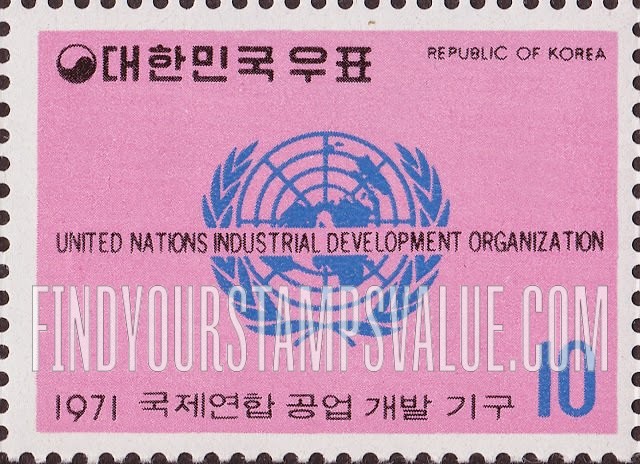 대한민국우표
REPUBLIC OF KOREA
UNITED NATIONS INDUSTRIAL DEVELOPMENT ORGANIZATION
FINDYOURSTAMPSVALUE.COM
10
1971 국제연합 공업 개발 기구